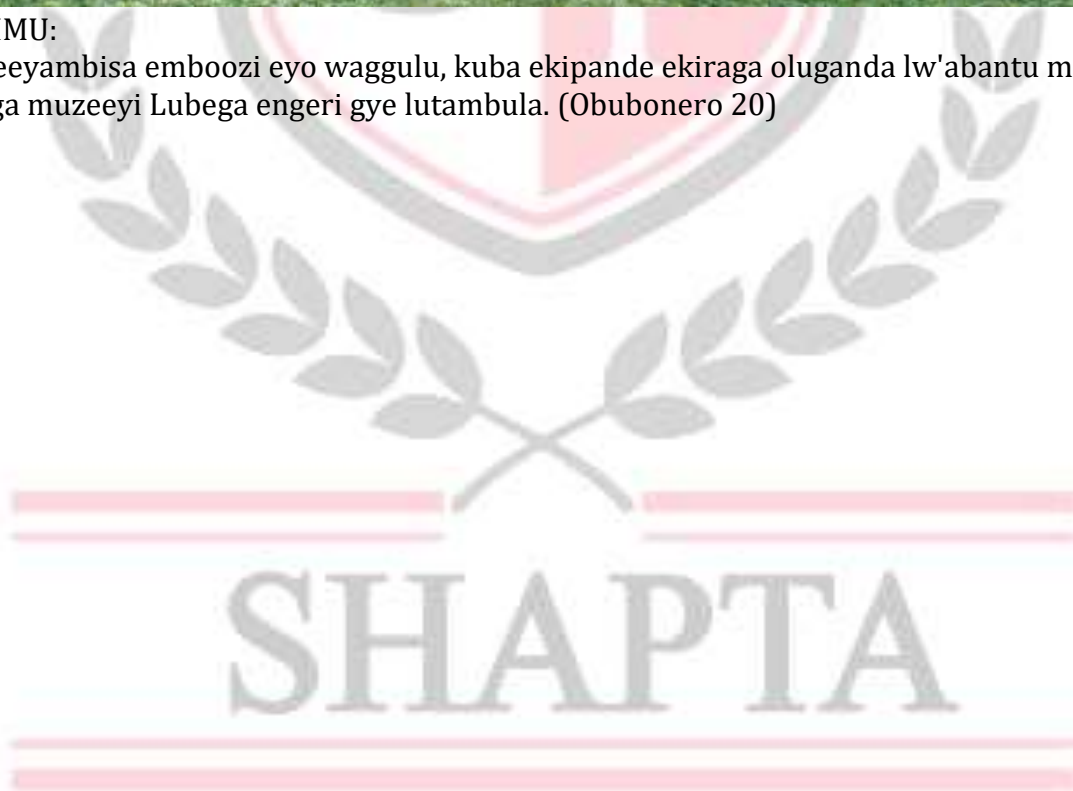 IMU:
eeyambisa emboozi eyo waggulu, kuba ekipande ekiraga oluganda lw'abantu m
ga muzeeyi Lubega engeri gye lutambula. (Obubonero 20)
SHAPTA